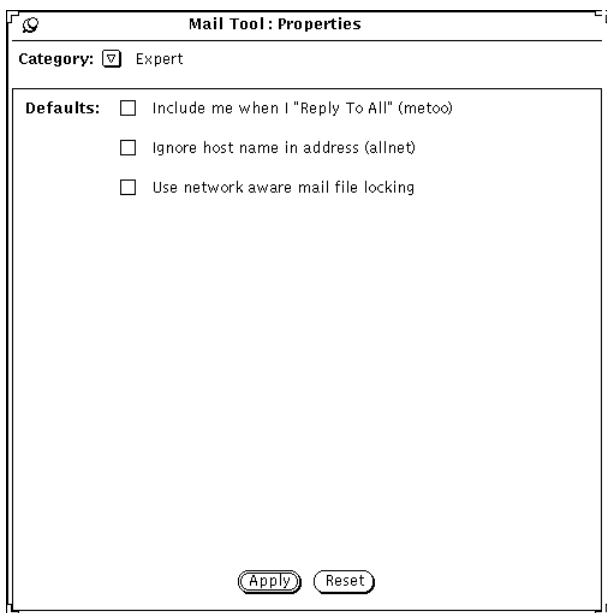 Mail Tool: Properties
Category: Expert
Defaults: Include me when I "Reply To All" (metoo)
Ignore host name in address (allnet)
Use network aware mail file locking
Apply Reset